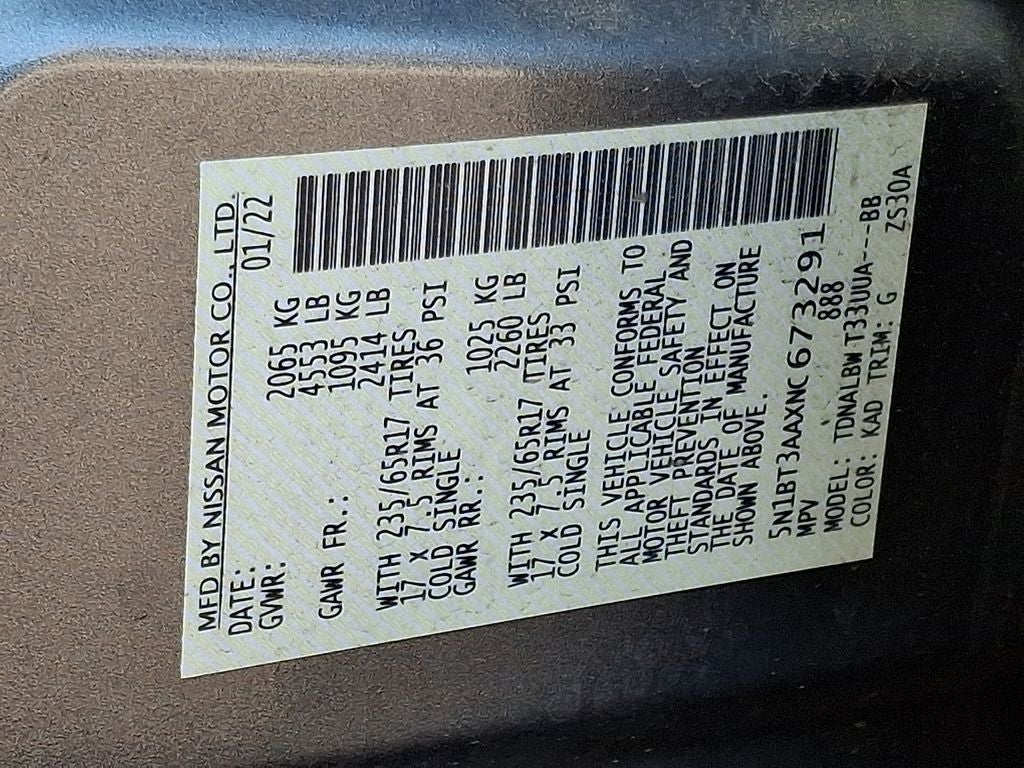 MFD BY NISSAN MOTOR CO., LTD.
DATE: 01/22
GVWR: 2065 KG
4553 LB
GAWR FR.: 1095 KG
2414 LB
WITH 235/65R17 TIRES
17 X 7.5 RIMS AT 36 PSI
COLD SINGLE
GAWR RR.: 1025 KG
2260 LB
WITH 235/65R17 TIRES
17 X 7.5 RIMS AT 33 PSI
COLD SINGLE
THIS VEHICLE CONFORMS TO
ALL APPLICABLE FEDERAL
MOTOR VEHICLE SAFETY AND
THEFT PREVENTION
STANDARDS IN EFFECT ON
THE DATE OF MANUFACTURE
SHOWN ABOVE.
5N1BT3AAXNC673291
MPV 888
MODEL: TDNALBWT33UUA---BB
COLOR: KAD TRIM: G ZS30A